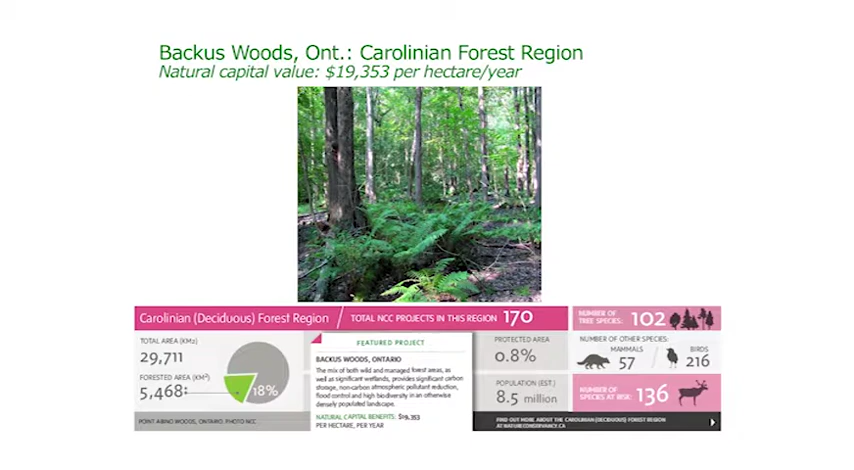 Backus Woods, Ont.: Carolinian Forest Region
Natural capital value: $19,353 per hectare/year
Carolinian (Deciduous) Forest Region
TOTAL NCC PROJECTS IN THIS REGION 170
NUMBER OF
TREE SPECIES: 102
TOTAL AREA (KM2)
29,711
FORESTED AREA (KM²)
5,468
18%
POINT ABINO WOODS, ONTARIO. PHOTO NCC.
FEATURED PROJECT
BACKUS WOODS, ONTARIO
The mix of both wild and managed forest areas, as
well as significant wetlands, provides significant carbon
storage, non-carbon atmospheric pollutant reduction,
flood control and high biodiversity in an otherwise
densely populated landscape.
NATURAL CAPITAL BENEFITS: $19,353
PER HECTARE, PER YEAR
PROTECTED AREA
0.8%
POPULATION (EST.)
8.5 million
NUMBER OF OTHER SPECIES:
MAMMALS
57
BIRDS
216
NUMBER OF
SPECIES AT RISK: 136
FIND OUT MORE ABOUT THE CAROLINIAN (DECIDUOUS) FOREST REGION
AT NATURECONSERVANCY.CA